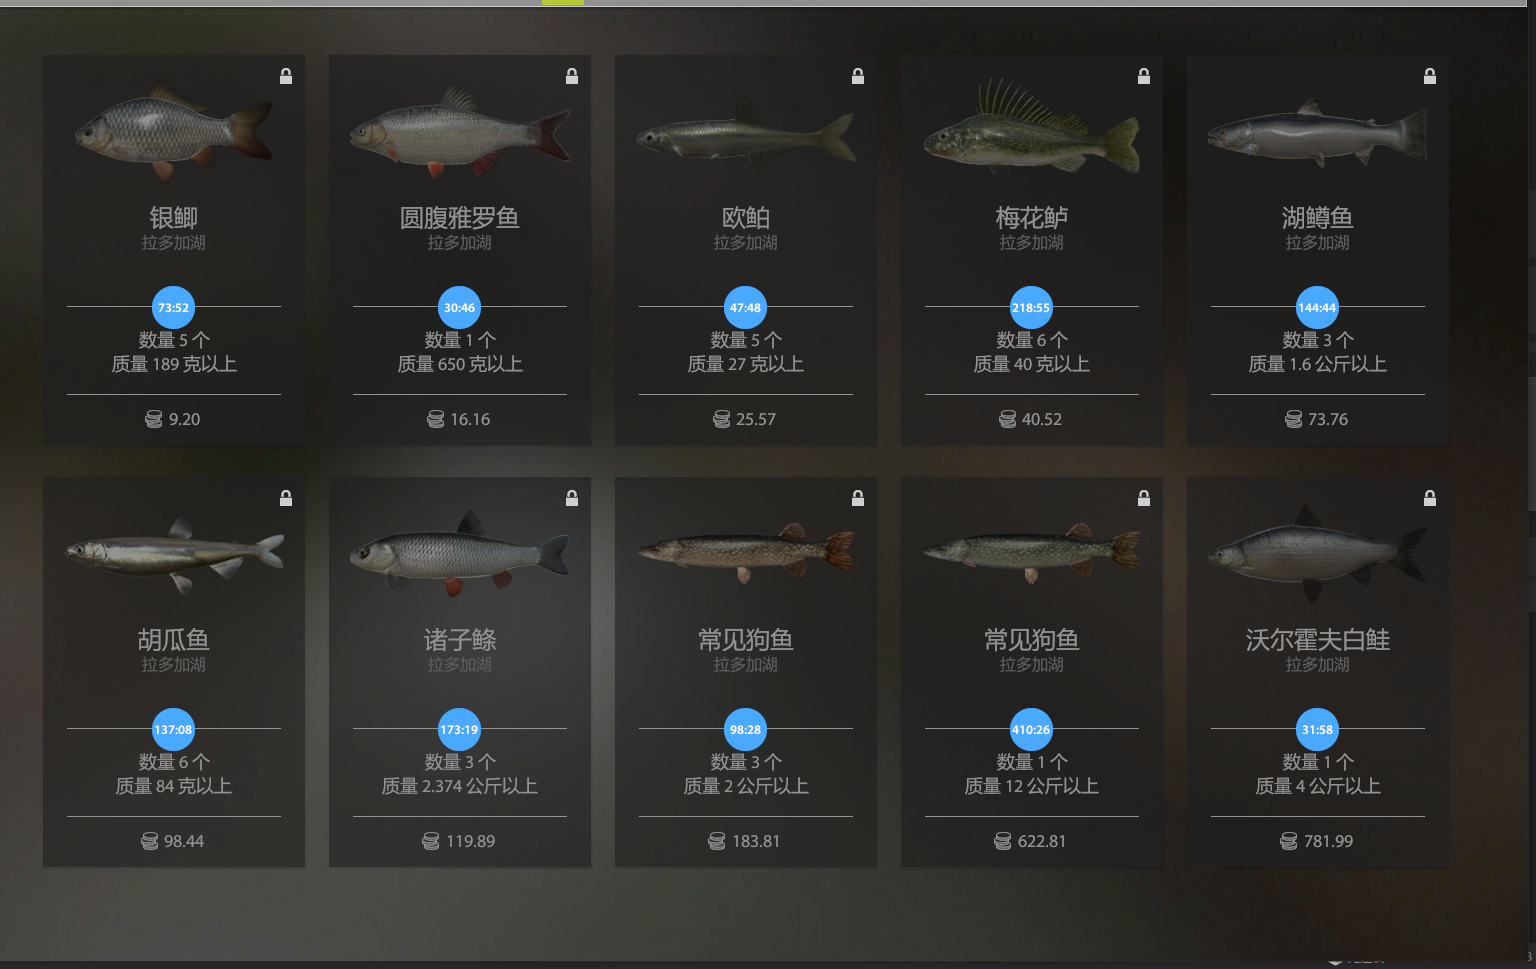 银鲫
拉多加湖
73:52
数量 5 个
质量 189 克以上
9.20
圆腹雅罗鱼
拉多加湖
30:46
数量 1 个
质量 650 克以上
16.16
欧鲌
拉多加湖
47:48
数量 5 个
质量 27 克以上
25.57
梅花鲈
拉多加湖
218:55
数量 6 个
质量 40 克以上
40.52
湖鳟鱼
拉多加湖
144:44
数量 3 个
质量 1.6 公斤以上
73.76
胡瓜鱼
拉多加湖
137:08
数量 6 个
质量 84 克以上
98.44
诸子鲦
拉多加湖
173:19
数量 3 个
质量 2.374 公斤以上
119.89
常见狗鱼
拉多加湖
98:28
数量 3 个
质量 2 公斤以上
183.81
常见狗鱼
拉多加湖
410:26
数量 1 个
质量 12 公斤以上
622.81
沃尔霍夫白鲑
拉多加湖
31:58
数量 1 个
质量 4 公斤以上
781.99